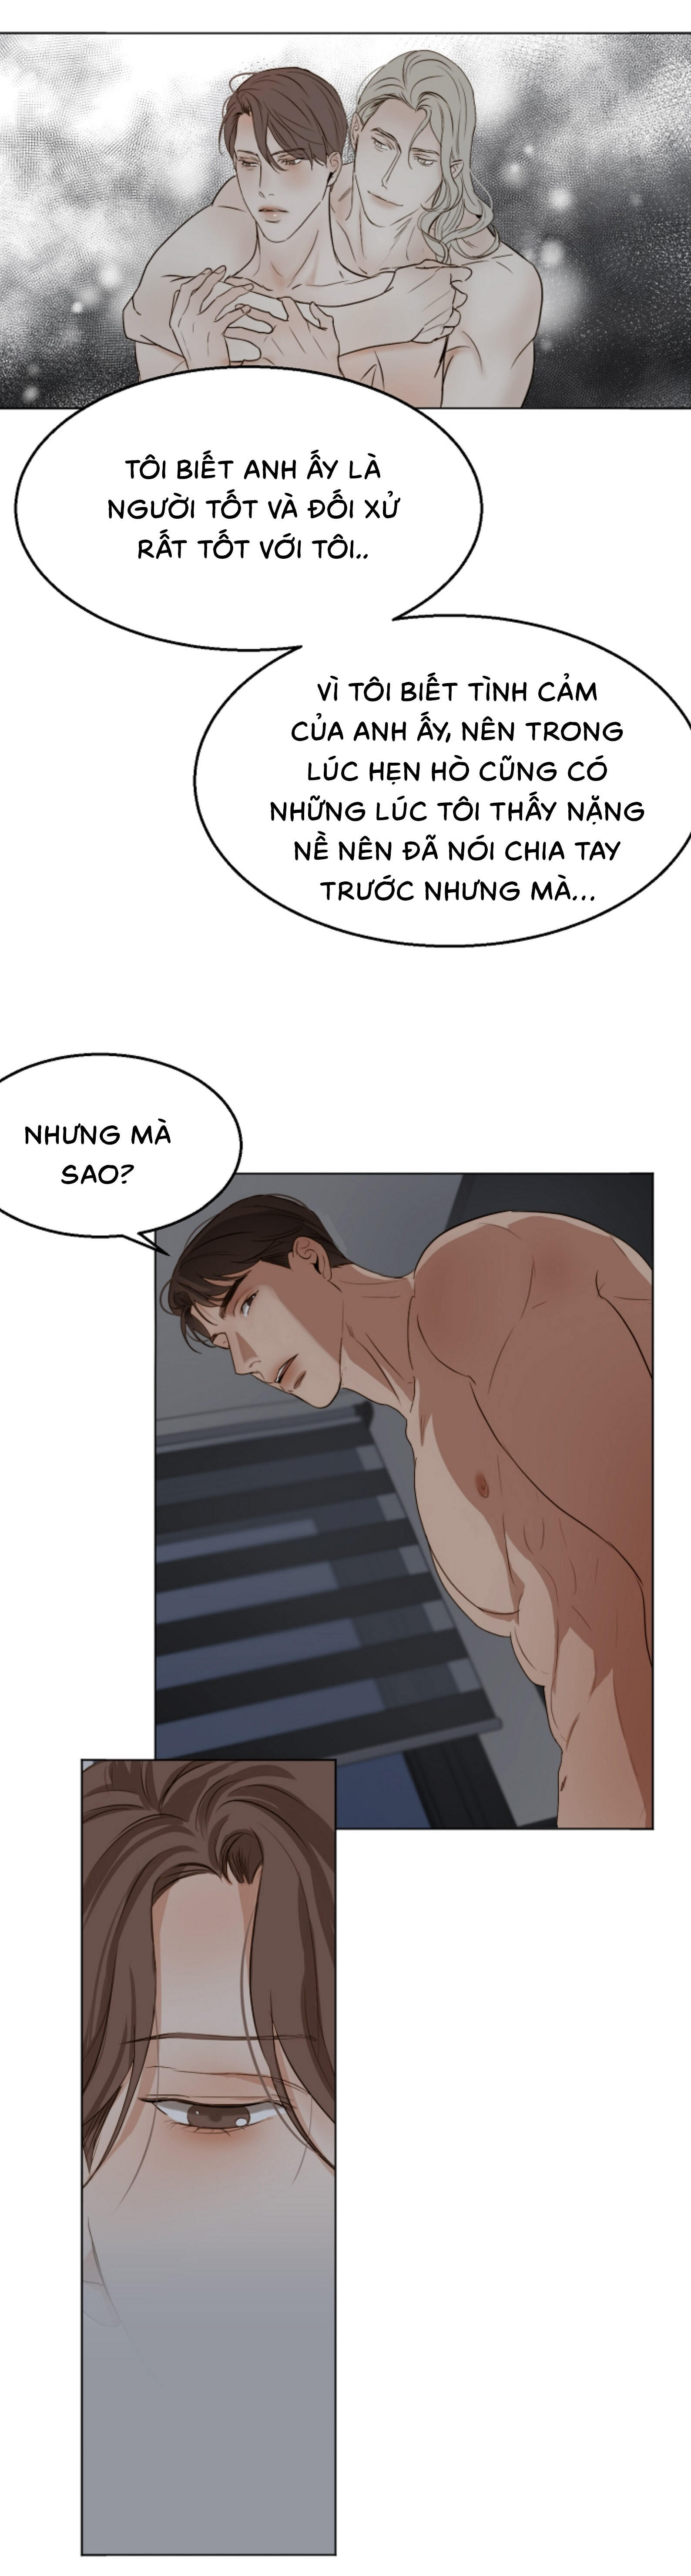 TÔI BIẾT ANH ẤY LÀ
NGƯỜI TỐT VÀ ĐỐI XỬ
RẤT TỐT VỚI TÔI..
VÌ TÔI BIẾT TÌNH CẢM
CỦA ANH ẤY, NÊN TRONG
LÚC HẸN HÒ CŨNG CÓ
NHỮNG LÚC TÔI THẤY NẶNG
NỀ NÊN ĐÃ NÓI CHIA TAY
TRƯỚC NHƯNG MÀ...
NHƯNG MÀ
SAO?